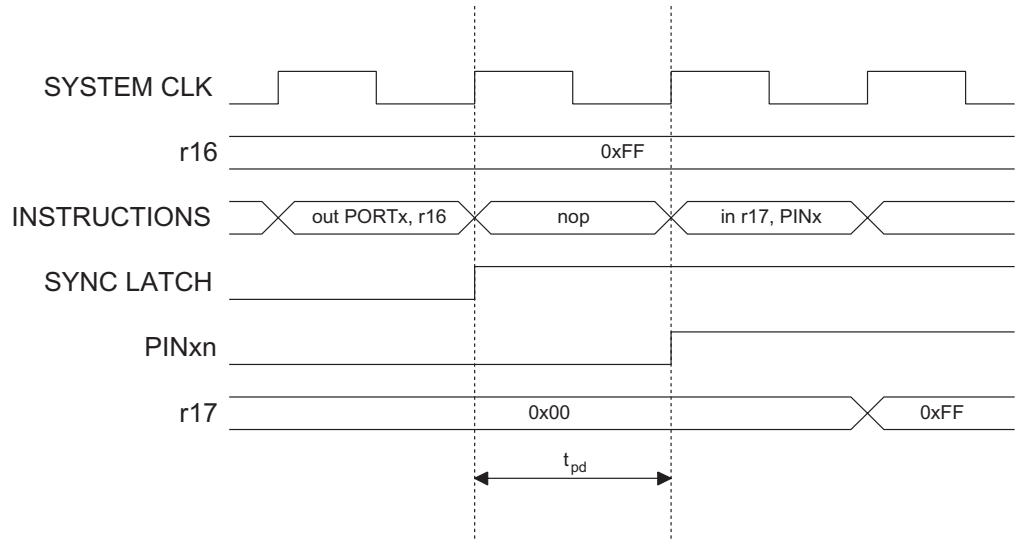 SYSTEM CLK
r16 0xFF
INSTRUCTIONS out PORTx, r16 nop in r17, PINx
SYNC LATCH
PINxn
r17 0x00 0xFF
tpd